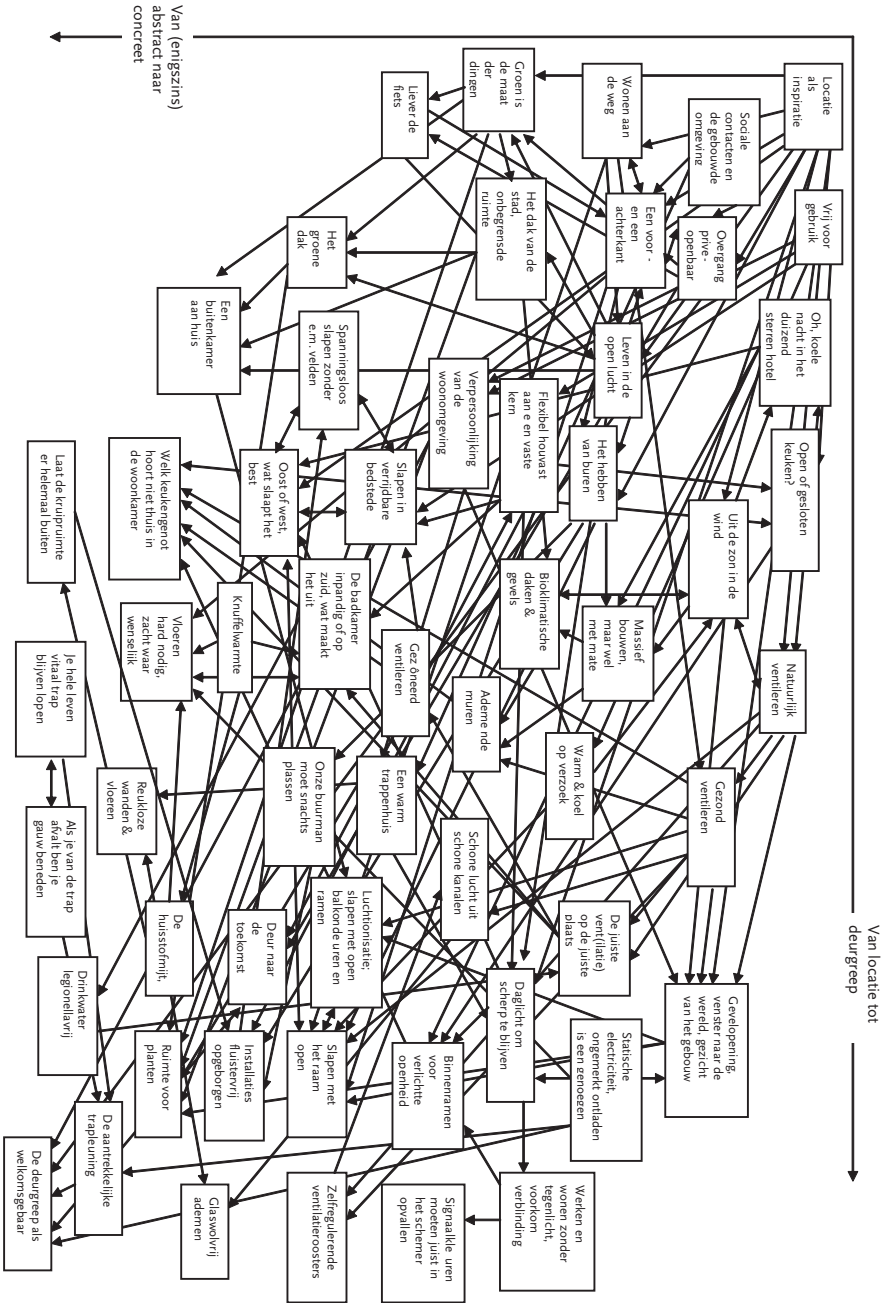 Van locatie tot
deurgreep
Van (enigszins)
abstract naar
concreet
Locatie
als
inspiratie
Vrij voor
gebruik
Oh, koele
nacht in het
duizend
sterren hotel
Open of gesloten
keuken?
Natuurlijk
ventileren
Sociale
contacten en
de gebouwde
omgeving
Overgang
prive-
openbaar
Uit de zon in de
wind
Gezond
ventileren
Gevelopening,
venster naar de
wereld, gezicht
van het gebouw
Wonen aan
de weg
Een voor -
en een
achterkant
Leven in de
open lucht
Het hebben
van buren
Massief
bouwen,
maar wel
met mate
Warm & koel
op verzoek
De juiste
vent(ilatie)
op de juiste
plaats
Statische
electriciteit,
ongemerkt ontladen
is een genoegen
Groen is
de maat
der
dingen
Het dak van de
stad,
onbegrensde
ruimte
Flexibel houvast
aan e en vaste
kern
Bioklimatische
daken &
gevels
Ademe nde
muren
Schone lucht uit
schone kanalen
Daglicht om
scherp te blijven
Werken en
wonen zonder
tegenlicht,
voorkom
verblinding
Liever de
fiets
Verpersoonlijking
van de
woonomgeving
Gez ôneerd
ventileren
Een warm
trappenhuis
Binnenramen
voor
verlichtte
openheid
Signaalkle uren
moeten juist in
het schemer
opvallen
Het
groene
dak
Spanningsloos
slapen zonder
e.m. velden
Slapen in
verrijdbare
bedstede
De badkamer
inpandig of op
zuid, wat maakt
het uit
Onze buurman
moet snachts
plassen
Luchtionisatie;
slapen met open
balkonde uren en
ramen
Slapen met
het raam
open
Zelfregulerende
ventilatieroosters
Een
buitenkamer
aan huis
Oost of west,
wat slaapt het
best
Knuffelwarmte
Deur naar
de
toekomst
Installaties
fluistervrij
opgeborgen
Glaswolvrij
ademen
Welk keukengenot
hoort niet thuis in
de woonkamer
Vloeren
hard nodig,
zacht waar
wenselijk
Reukloze
wanden &
vloeren
De
huisstofmijt,
Ruimte voor
planten
De aantrekkelijke
trapleuning
Laat de kruipruimte
er helemaal buiten
Je hele leven
vitaal trap
blijven lopen
Als je van de trap
afvalt ben je
gauw beneden
Drinkwater
legionellavrij
De deurgreep als
welkomsgebaar